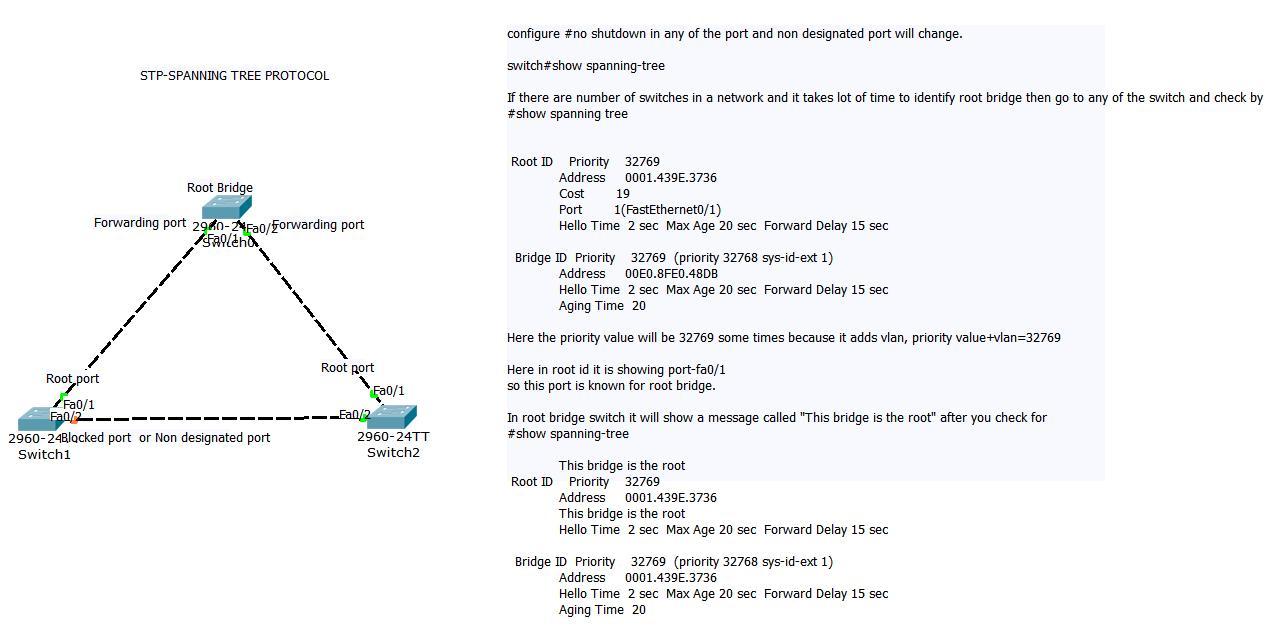 STP-SPANNING TREE PROTOCOL
Root Bridge
Forwarding port
Forwarding port
2960-24
Fa0/2
Fa0/1
Switch0
Root port
Root port
Fa0/1
Fa0/1
Fa0/2
Fa0/2
2960-24
Blocked port or Non designated port
Switch1
2960-24TT
Switch2
configure #no shutdown in any of the port and non designated port will change.
switch#show spanning-tree
If there are number of switches in a network and it takes lot of time to identify root bridge then go to any of the switch and check by
#show spanning tree
Root ID Priority 32769
Address 0001.439E.3736
Cost 19
Port 1(FastEthernet0/1)
Hello Time 2 sec Max Age 20 sec Forward Delay 15 sec
Bridge ID Priority 32769 (priority 32768 sys-id-ext 1)
Address 00E0.8FE0.48DB
Hello Time 2 sec Max Age 20 sec Forward Delay 15 sec
Aging Time 20
Here the priority value will be 32769 some times because it adds vlan, priority value+vlan=32769
Here in root id it is showing port-fa0/1
so this port is known for root bridge.
In root bridge switch it will show a message called "This bridge is the root" after you check for
#show spanning-tree
This bridge is the root
Root ID Priority 32769
Address 0001.439E.3736
This bridge is the root
Hello Time 2 sec Max Age 20 sec Forward Delay 15 sec
Bridge ID Priority 32769 (priority 32768 sys-id-ext 1)
Address 0001.439E.3736
Hello Time 2 sec Max Age 20 sec Forward Delay 15 sec
Aging Time 20